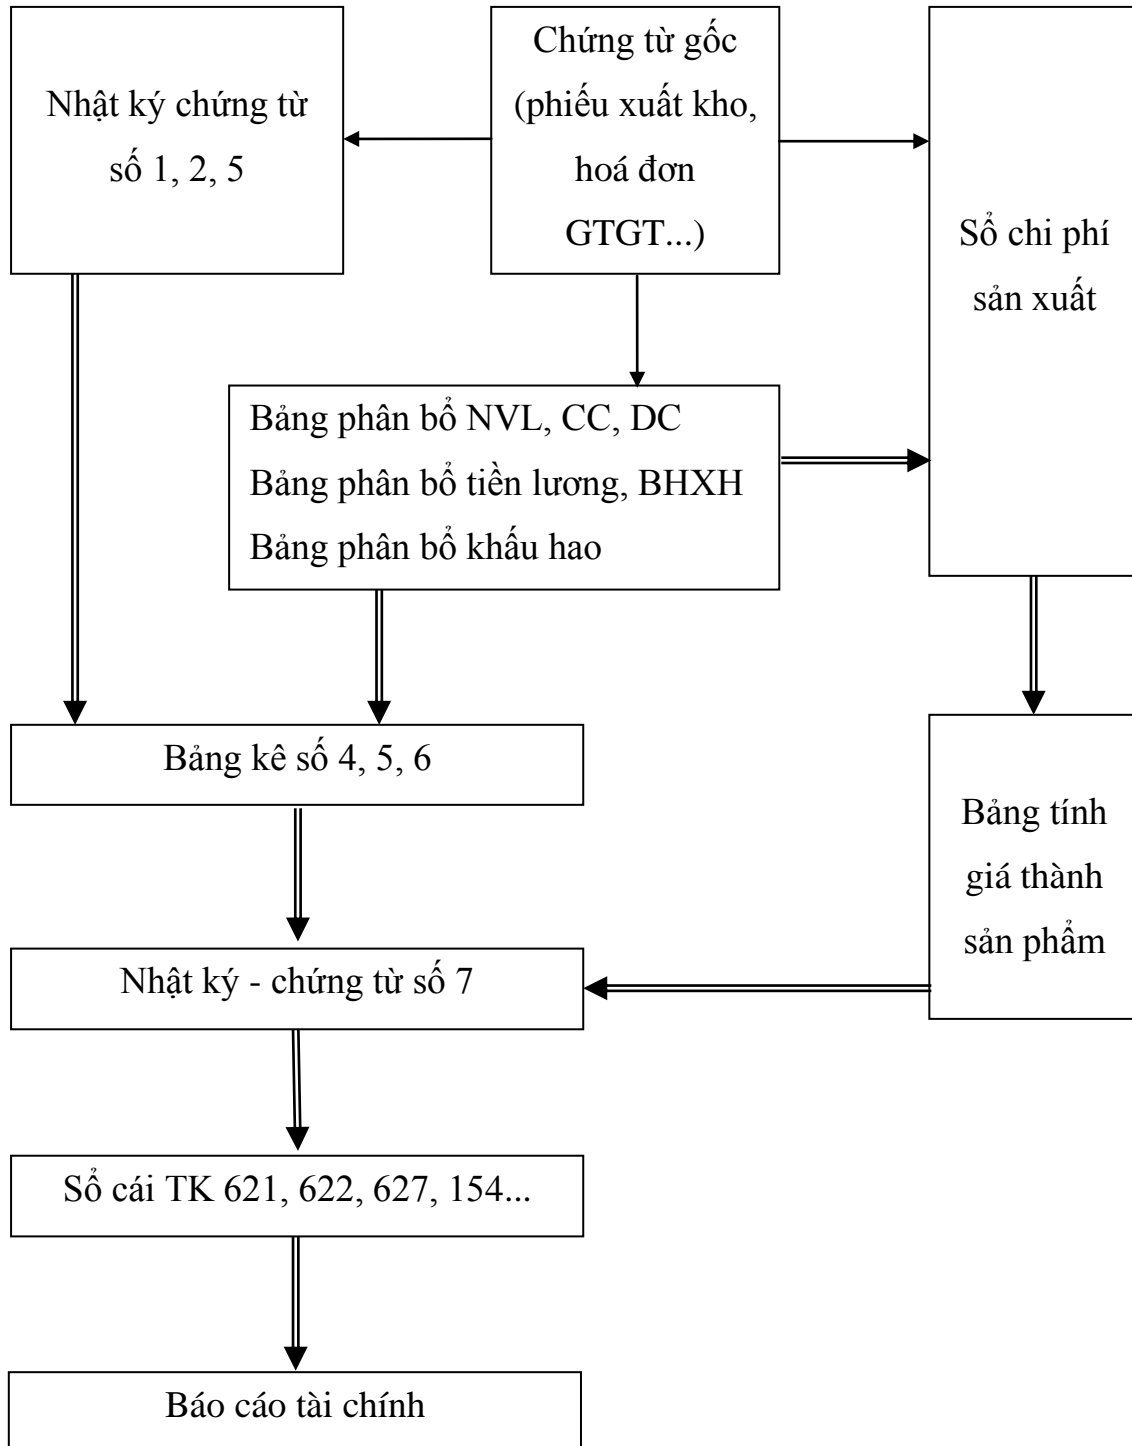 Nhật ký chứng từ
số 1, 2, 5
Chứng từ gốc
(phiếu xuất kho,
hoá đơn
GTGT...)
Sổ chi phí
sản xuất
Bảng phân bổ NVL, CC, DC
Bảng phân bổ tiền lương, BHXH
Bảng phân bổ khấu hao
Bảng kê số 4, 5, 6
Bảng tính
giá thành
sản phẩm
Nhật ký - chứng từ số 7
Sổ cái TK 621, 622, 627, 154...
Báo cáo tài chính